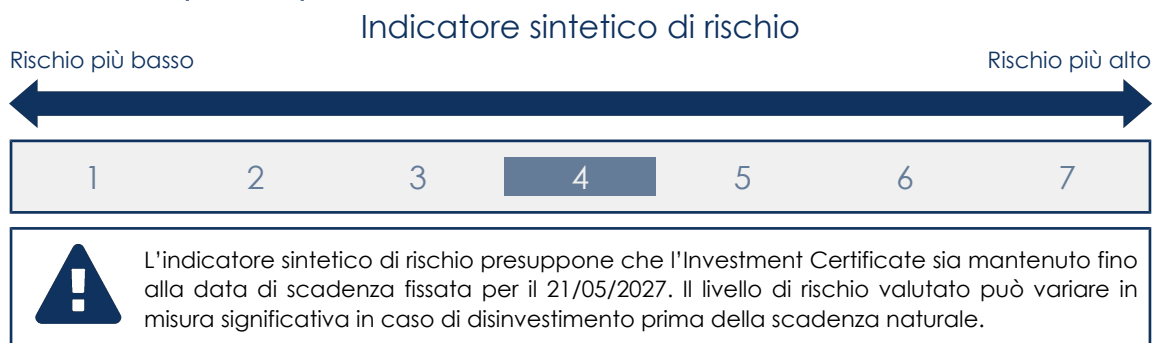 Indicatore sintetico di rischio
Rischio più basso
Rischio più alto
1 2 3 4 5 6 7
L'indicatore sintetico di rischio presuppone che l'Investment Certificate sia mantenuto fino
alla data di scadenza fissata per il 21/05/2027. Il livello di rischio valutato può variare in
misura significativa in caso di disinvestimento prima della scadenza naturale.